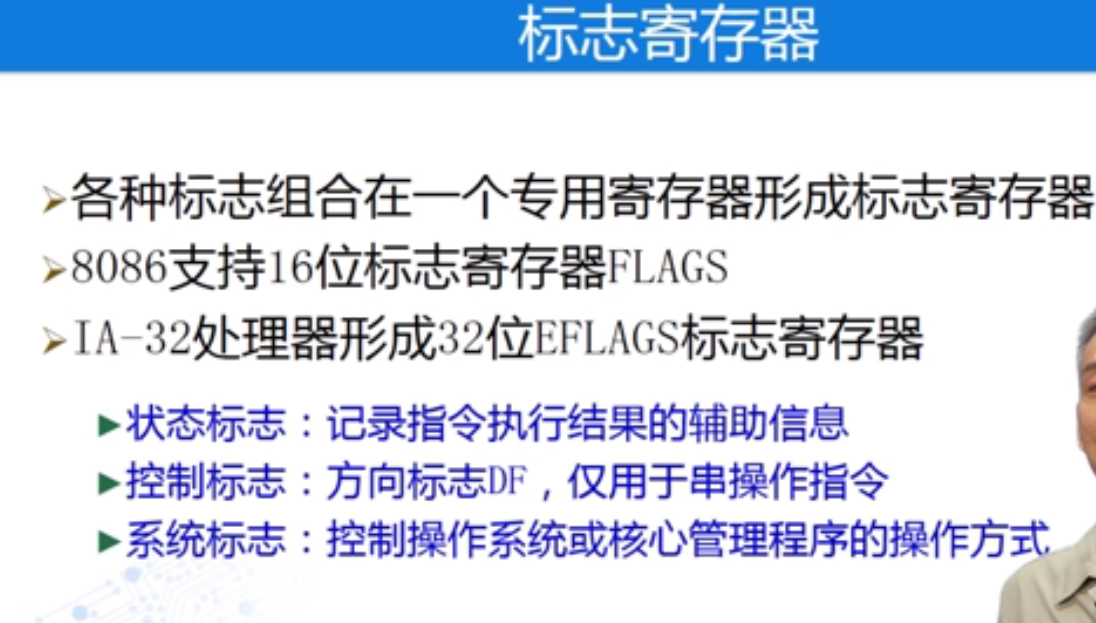 标志寄存器
各种标志组合在一个专用寄存器形成标志寄存器
8086支持16位标志寄存器FLAGS
IA-32处理器形成32位EFLAGS标志寄存器
状态标志：记录指令执行结果的辅助信息
控制标志：方向标志DF，仅用于串操作指令
系统标志：控制操作系统或核心管理程序的操作方式